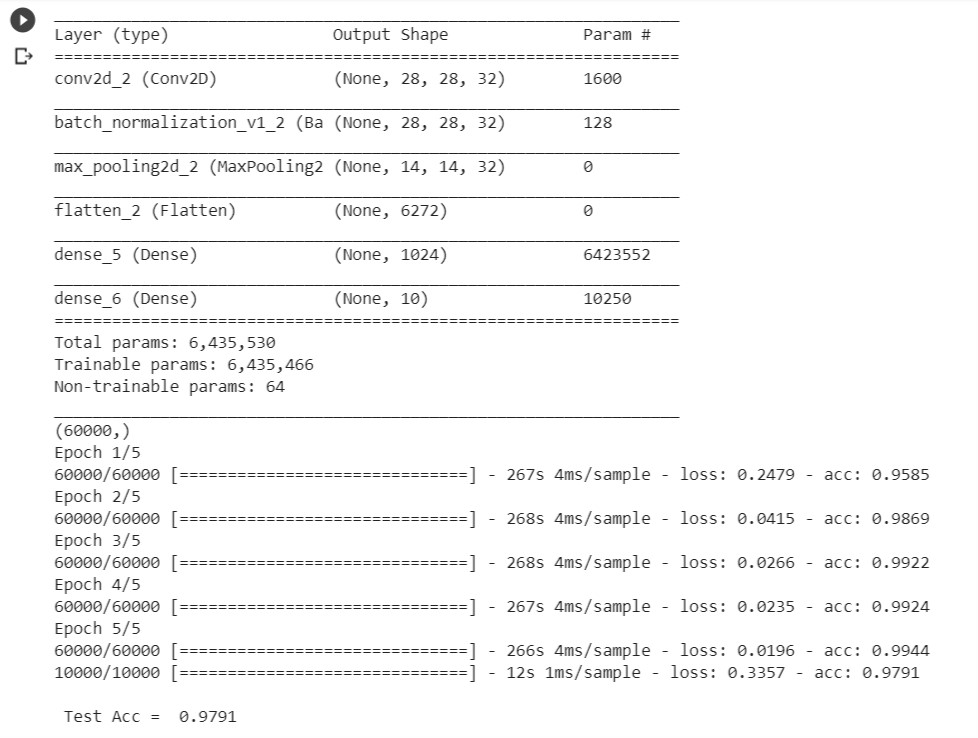 Layer (type) Output Shape Param #
=================================================================
conv2d_2 (Conv2D) (None, 28, 28, 32) 1600
batch_normalization_v1_2 (Ba (None, 28, 28, 32) 128
max_pooling2d_2 (MaxPooling2 (None, 14, 14, 32) 0
flatten_2 (Flatten) (None, 6272) 0
dense_5 (Dense) (None, 1024) 6423552
dense_6 (Dense) (None, 10) 10250
=================================================================
Total params: 6,435,530
Trainable params: 6,435,466
Non-trainable params: 64
(60000,)
Epoch 1/5
60000/60000 [==============================] - 267s 4ms/sample - loss: 0.2479 - acc: 0.9585
Epoch 2/5
60000/60000 [==============================] - 268s 4ms/sample - loss: 0.0415 - acc: 0.9869
Epoch 3/5
60000/60000 [==============================] - 268s 4ms/sample - loss: 0.0266 - acc: 0.9922
Epoch 4/5
60000/60000 [==============================] - 267s 4ms/sample - loss: 0.0235 - acc: 0.9924
Epoch 5/5
60000/60000 [==============================] - 266s 4ms/sample - loss: 0.0196 - acc: 0.9944
10000/10000 [==============================] - 12s 1ms/sample - loss: 0.3357 - acc: 0.9791
Test Acc = 0.9791